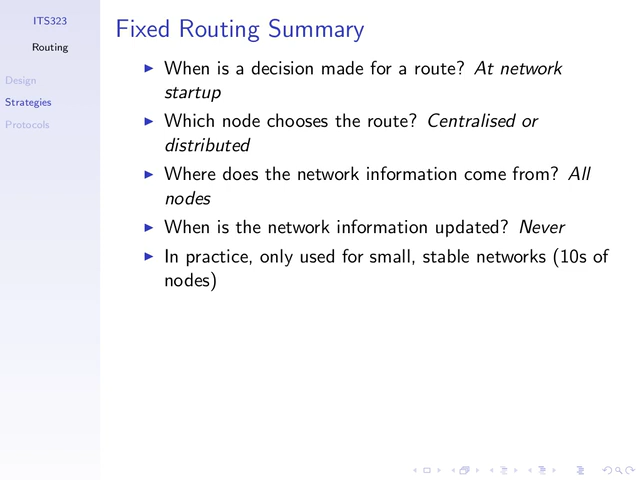 ITS323
Routing
Design
Strategies
Protocols
Fixed Routing Summary
When is a decision made for a route? At network
startup
Which node chooses the route? Centralised or
distributed
Where does the network information come from? All
nodes
When is the network information updated? Never
In practice, only used for small, stable networks (10s of
nodes)